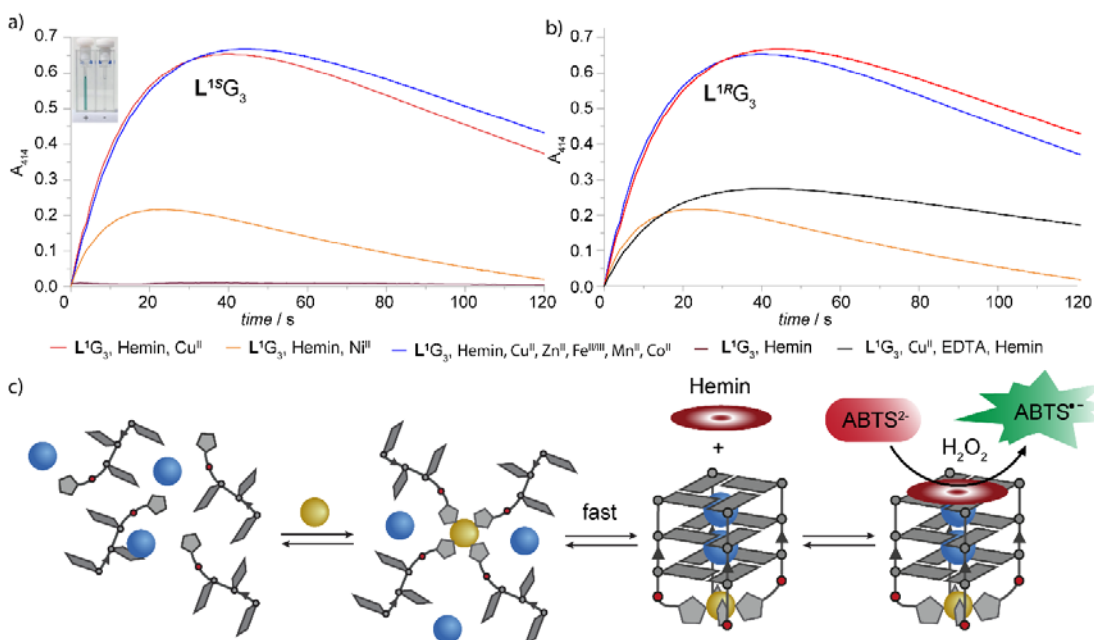 a)
b)
0.7
0.6
0.5
0.4
0.3
0.2
0.1
0.0
A₄₁₄
L¹ˢG₃
+ -
0 20 40 60 80 100 120
time / s
0.7
0.6
0.5
0.4
0.3
0.2
0.1
0.0
A₄₁₄
L¹ᴿG₃
0 20 40 60 80 100 120
time / s
L¹G₃, Hemin, Cuᴵᴵ
L¹G₃, Hemin, Niᴵᴵ
L¹G₃, Hemin, Cuᴵᴵ, Znᴵᴵ, Feᴵᴵ/ᴵᴵᴵ, Mnᴵᴵ, Coᴵᴵ
L¹G₃, Hemin
L¹G₃, Cuᴵᴵ, EDTA, Hemin
c)
Hemin
+
fast
ABTS²⁻
H₂O₂
ABTS•⁻